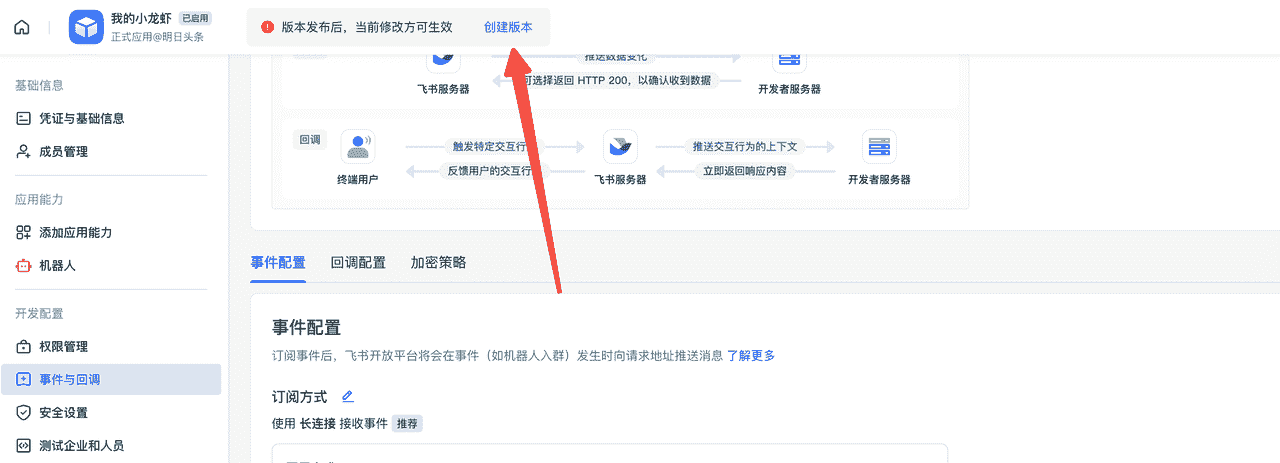 我的小龙虾 已启用
正式应用@明日头条
版本发布后，当前修改方可生效 创建版本
基础信息
凭证与基础信息
成员管理
应用能力
添加应用能力
机器人
开发配置
权限管理
事件与回调
安全设置
测试企业和人员
推送数据变化
可选择返回 HTTP 200，以确认收到数据
飞书服务器 开发者服务器
回调
触发特定交互行 推送交互行为的上下文
反馈用户的交互行 立即返回响应内容
终端用户 飞书服务器 开发者服务器
事件配置 回调配置 加密策略
事件配置
订阅事件后，飞书开放平台将会在事件（如机器人入群）发生时向请求地址推送消息 了解更多
订阅方式
使用 长连接 接收事件 推荐